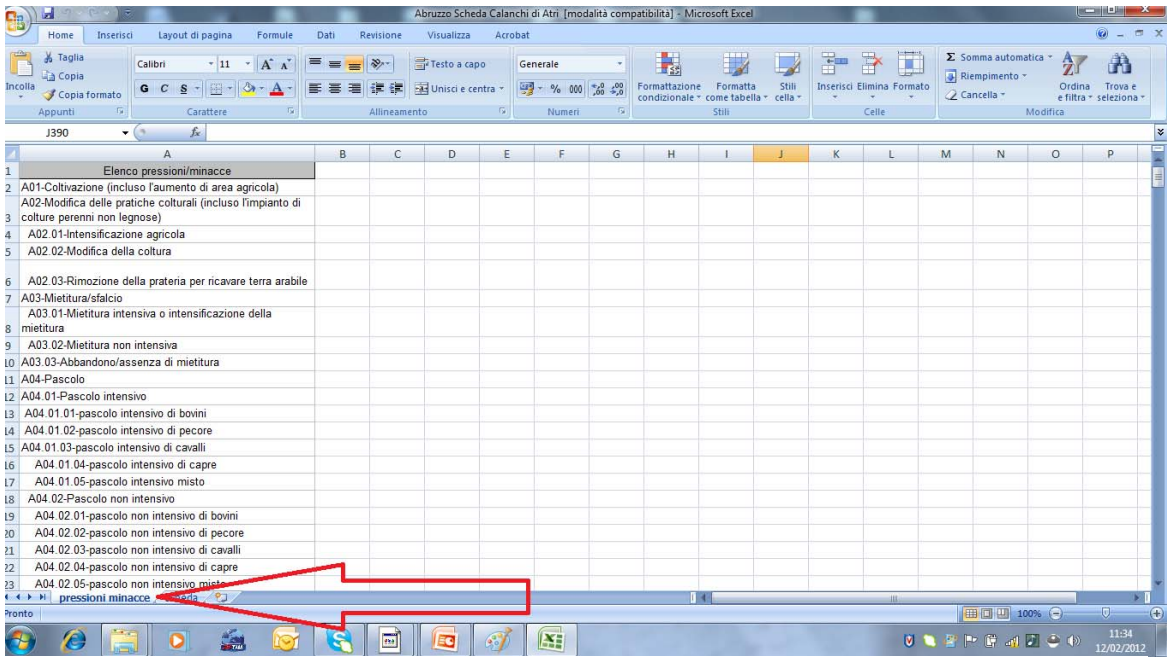 Abruzzo Scheda Calanchi di Atri [modalità compatibilità] - Microsoft Excel
Home Inserisci Layout di pagina Formule Dati Revisione Visualizza Acrobat
Incolla
Taglia
Copia
Copia formato
Calibri 11
G C S
Testo a capo
Unisci e centra
Generale
% 000
Formattazione condizionale
Formatta come tabella
Stili cella
Inserisci Elimina Formato
Somma automatica
Riempimento
Cancella
Ordina e filtra
Trova e seleziona
Appunti Carattere Allineamento Numeri Stili Celle Modifica
J390 fx
A B C D E F G H I J K L M N O P
1 Elenco pressioni/minacce
2 A01-Coltivazione (incluso l'aumento di area agricola)
A02-Modifica delle pratiche colturali (incluso l'impianto di
3 colture perenni non legnose)
4 A02.01-Intensificazione agricola
5 A02.02-Modifica della coltura
6 A02.03-Rimozione della prateria per ricavare terra arabile
7 A03-Mietitura/sfalcio
A03.01-Mietitura intensiva o intensificazione della
8 mietitura
9 A03.02-Mietitura non intensiva
10 A03.03-Abbandono/assenza di mietitura
11 A04-Pascolo
12 A04.01-Pascolo intensivo
13 A04.01.01-pascolo intensivo di bovini
14 A04.01.02-pascolo intensivo di pecore
15 A04.01.03-pascolo intensivo di cavalli
16 A04.01.04-pascolo intensivo di capre
17 A04.01.05-pascolo intensivo misto
18 A04.02-Pascolo non intensivo
19 A04.02.01-pascolo non intensivo di bovini
20 A04.02.02-pascolo non intensivo di pecore
21 A04.02.03-pascolo non intensivo di cavalli
22 A04.02.04-pascolo non intensivo di capre
23 A04.02.05-pascolo non intensivo misto
pressioni minacce
Pronto 100%
11:34
12/02/2012